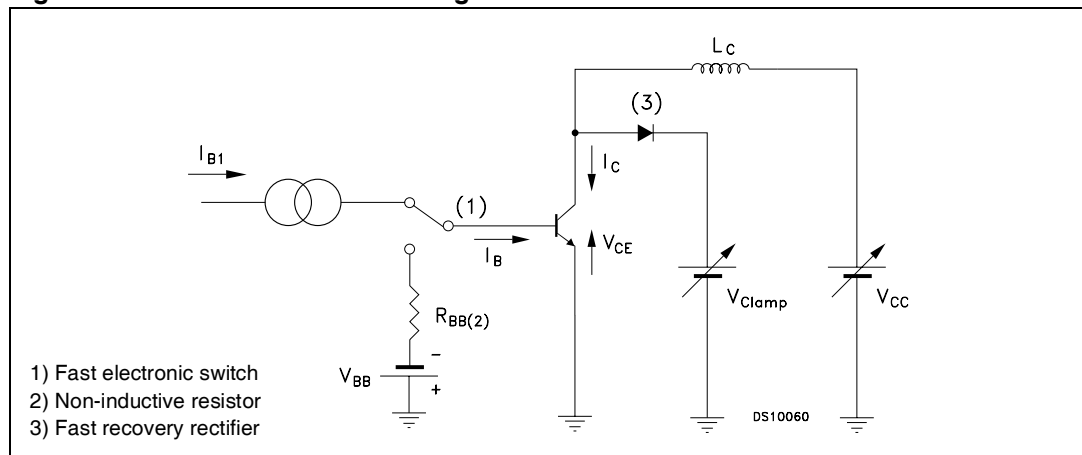 L_C
(3)
I_B1
I_C
(1)
I_B
V_CE
V_Clamp
V_CC
R_BB(2)
-
V_BB
+
1) Fast electronic switch
2) Non-inductive resistor
3) Fast recovery rectifier
DS10060